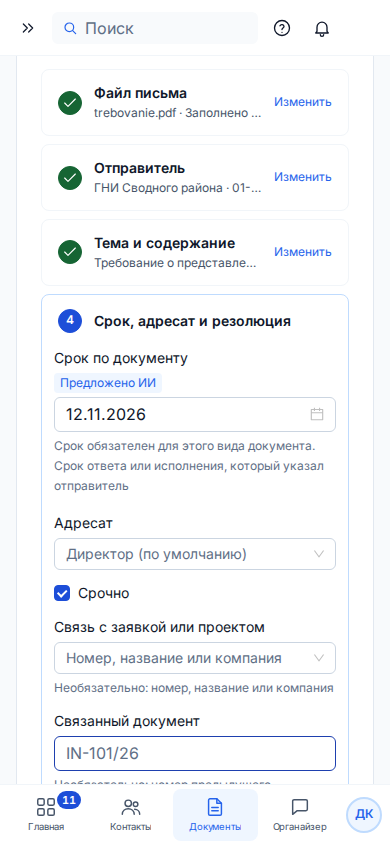 Поиск
Файл письма
trebovanie.pdf · Заполнено ...
Изменить
Отправитель
ГНИ Сводного района · 01-...
Изменить
Тема и содержание
Требование о представле...
Изменить
4
Срок, адресат и резолюция
Срок по документу
Предложено ИИ
12.11.2026
Срок обязателен для этого вида документа.
Срок ответа или исполнения, который указал
отправитель
Адресат
Директор (по умолчанию)
Срочно
Связь с заявкой или проектом
Номер, название или компания
Необязательно: номер, название или компания
Связанный документ
IN-101/26
Необязательно: номер предыдущего
11
Главная
Контакты
Документы
Органайзер
ДК